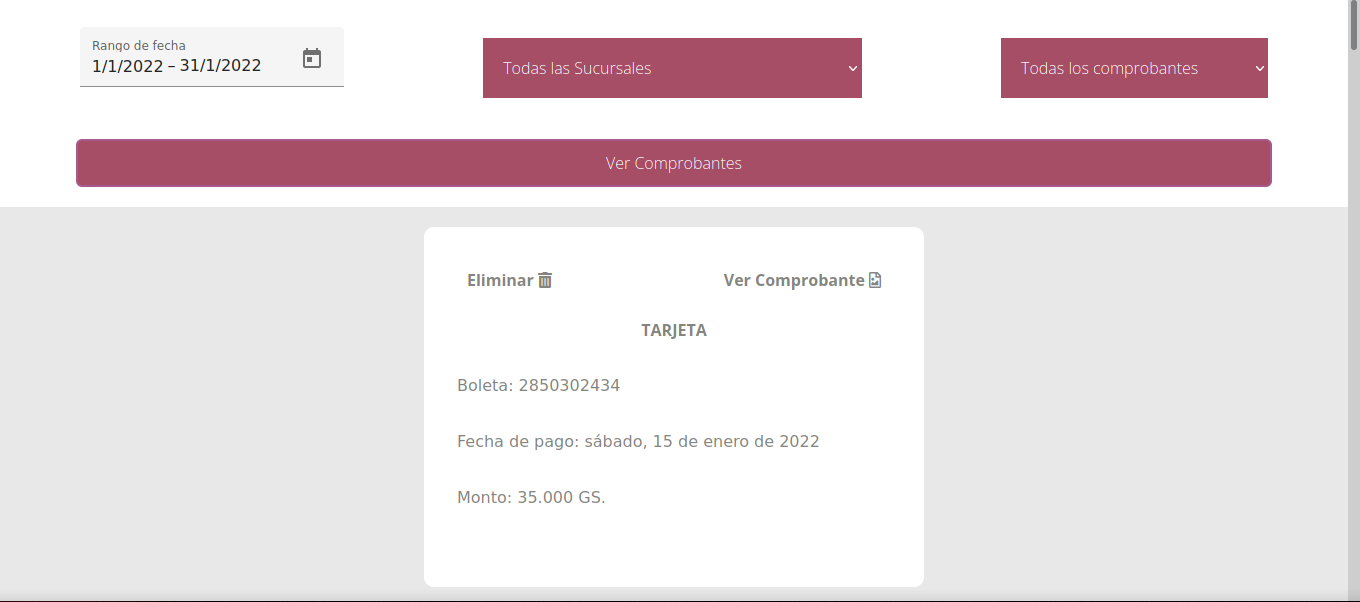 Rango de fecha
1/1/2022 – 31/1/2022
Todas las Sucursales
Todas los comprobantes
Ver Comprobantes
Eliminar
Ver Comprobante
TARJETA
Boleta: 2850302434
Fecha de pago: sábado, 15 de enero de 2022
Monto: 35.000 GS.